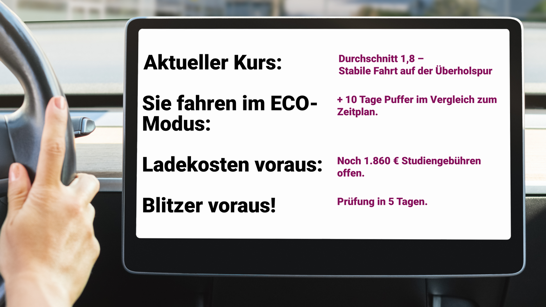 Aktueller Kurs:
Durchschnitt 1,8 –
Stabile Fahrt auf der Überholspur
Sie fahren im ECO-
Modus:
+ 10 Tage Puffer im Vergleich zum
Zeitplan.
Ladekosten voraus:
Noch 1.860 € Studiengebühren
offen.
Blitzer voraus!
Prüfung in 5 Tagen.